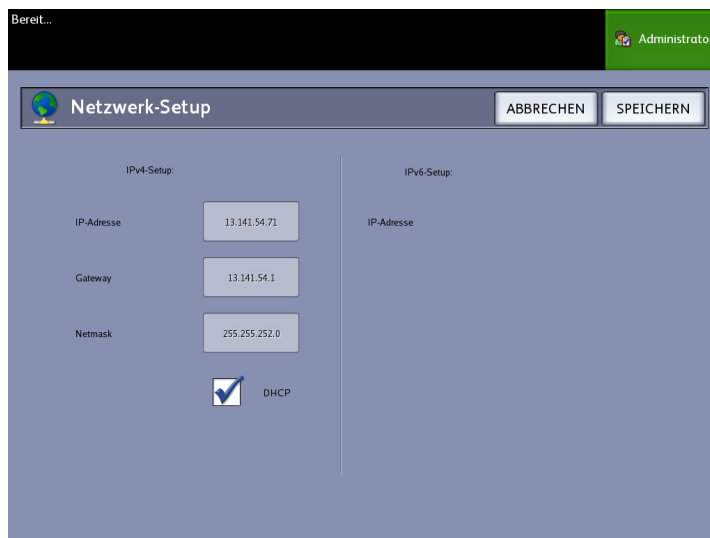 Bereit...
Administrato
Netzwerk-Setup
ABBRECHEN
SPEICHERN
IPv4-Setup:
IPv6-Setup:
IP-Adresse
13.141.54.71
IP-Adresse
Gateway
13.141.54.1
Netmask
255.255.252.0
DHCP